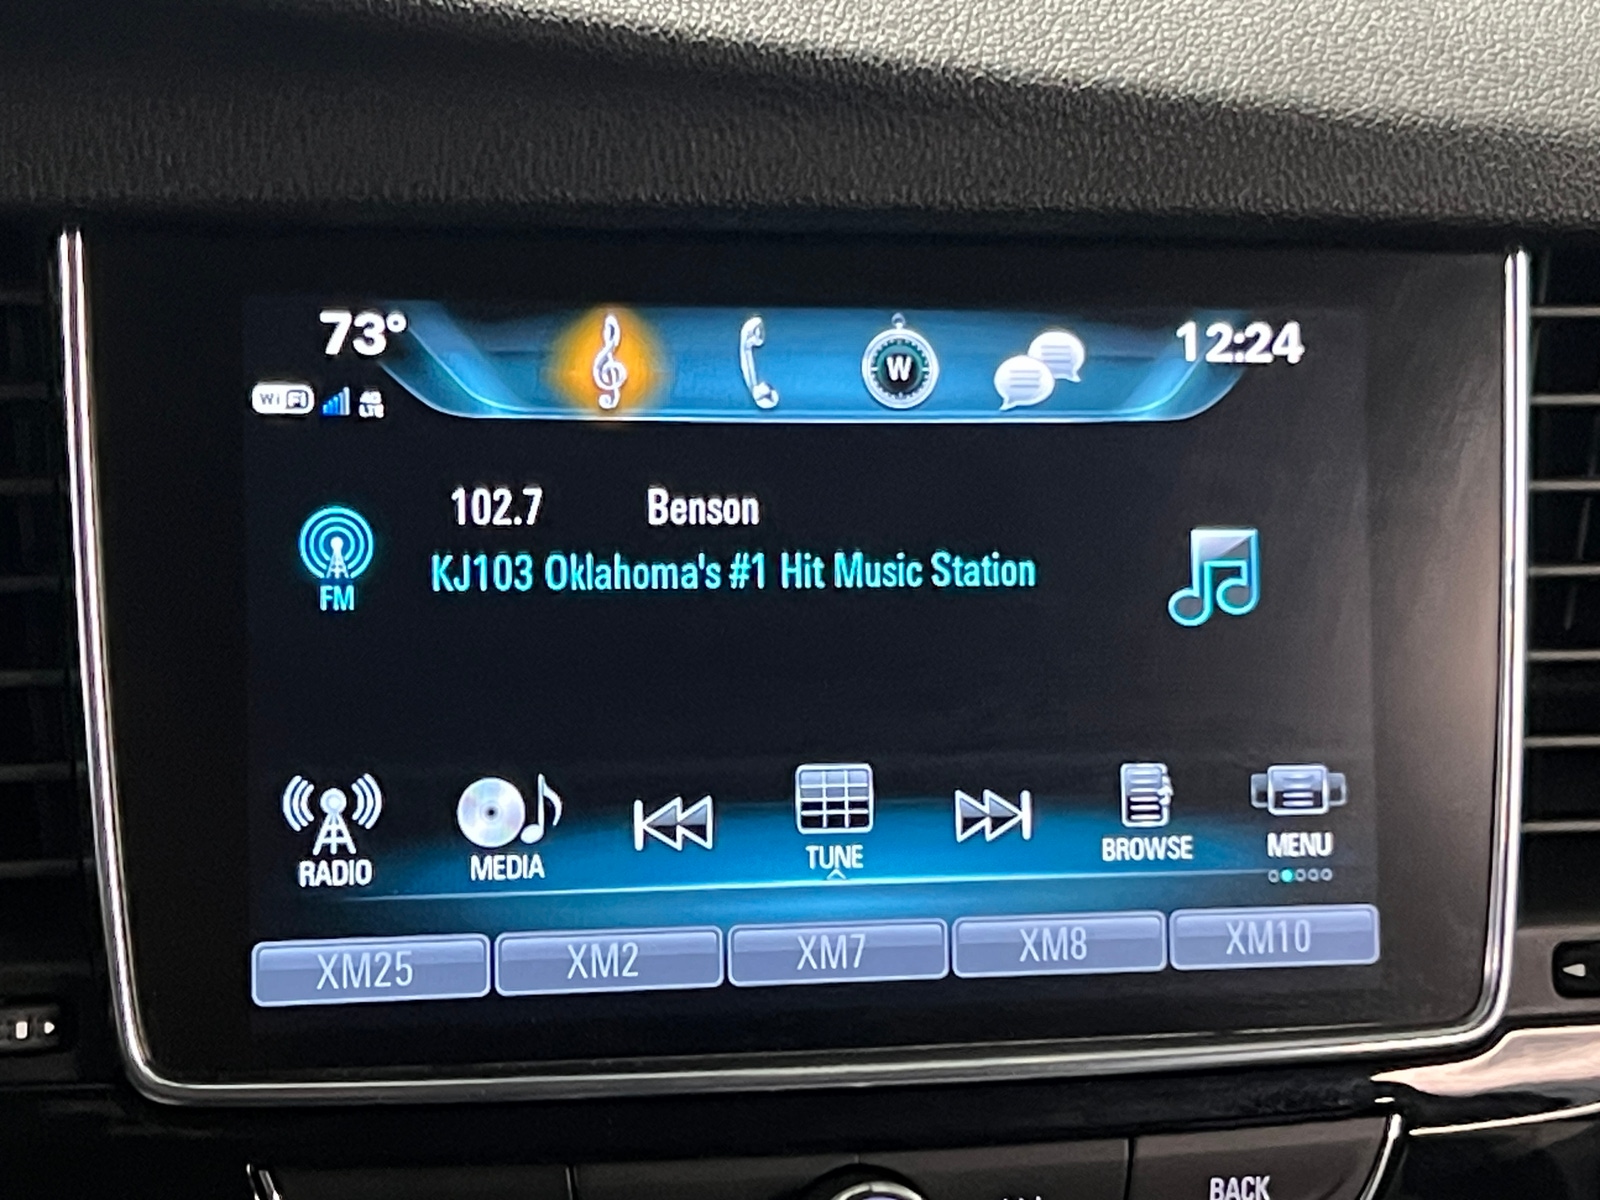 73° 12:24
WiFi 4G LTE
W
102.7 Benson
KJ103 Oklahoma's #1 Hit Music Station
FM
RADIO MEDIA TUNE BROWSE MENU
XM25 XM2 XM7 XM8 XM10
BACK